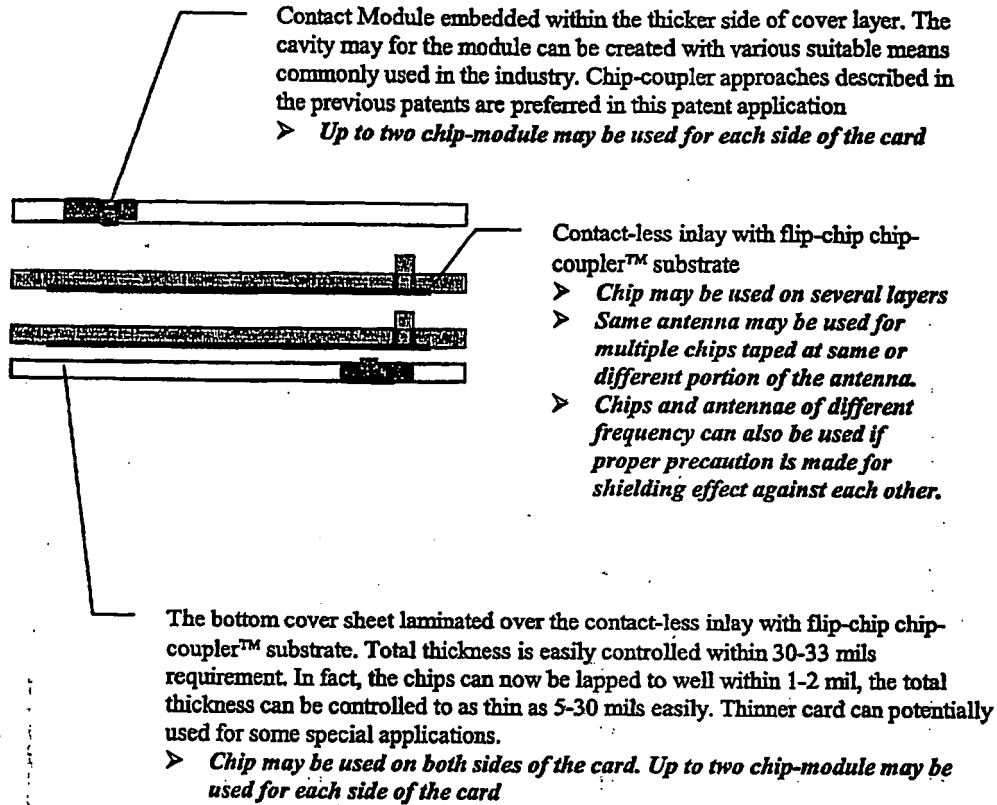 Contact Module embedded within the thicker side of cover layer. The
cavity may for the module can be created with various suitable means
commonly used in the industry. Chip-coupler approaches described in
the previous patents are preferred in this patent application
➢ Up to two chip-module may be used for each side of the card
Contact-less inlay with flip-chip chip-
coupler™ substrate
➢ Chip may be used on several layers
➢ Same antenna may be used for
multiple chips taped at same or
different portion of the antenna.
➢ Chips and antennae of different
frequency can also be used if
proper precaution is made for
shielding effect against each other.
The bottom cover sheet laminated over the contact-less inlay with flip-chip chip-
coupler™ substrate. Total thickness is easily controlled within 30-33 mils
requirement. In fact, the chips can now be lapped to well within 1-2 mil, the total
thickness can be controlled to as thin as 5-30 mils easily. Thinner card can potentially
used for some special applications.
➢ Chip may be used on both sides of the card. Up to two chip-module may be
used for each side of the card